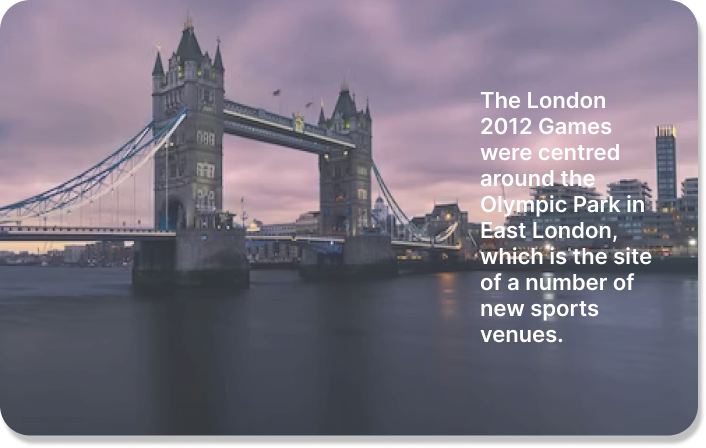 The London
2012 Games
were centred
around the
Olympic Park in
East London,
which is the site
of a number of
new sports
venues.